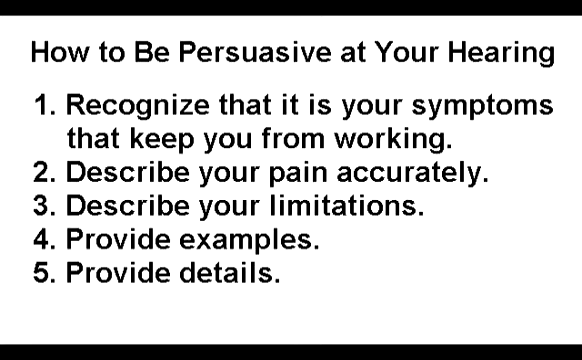 How to Be Persuasive at Your Hearing
1. Recognize that it is your symptoms
that keep you from working.
2. Describe your pain accurately.
3. Describe your limitations.
4. Provide examples.
5. Provide details.